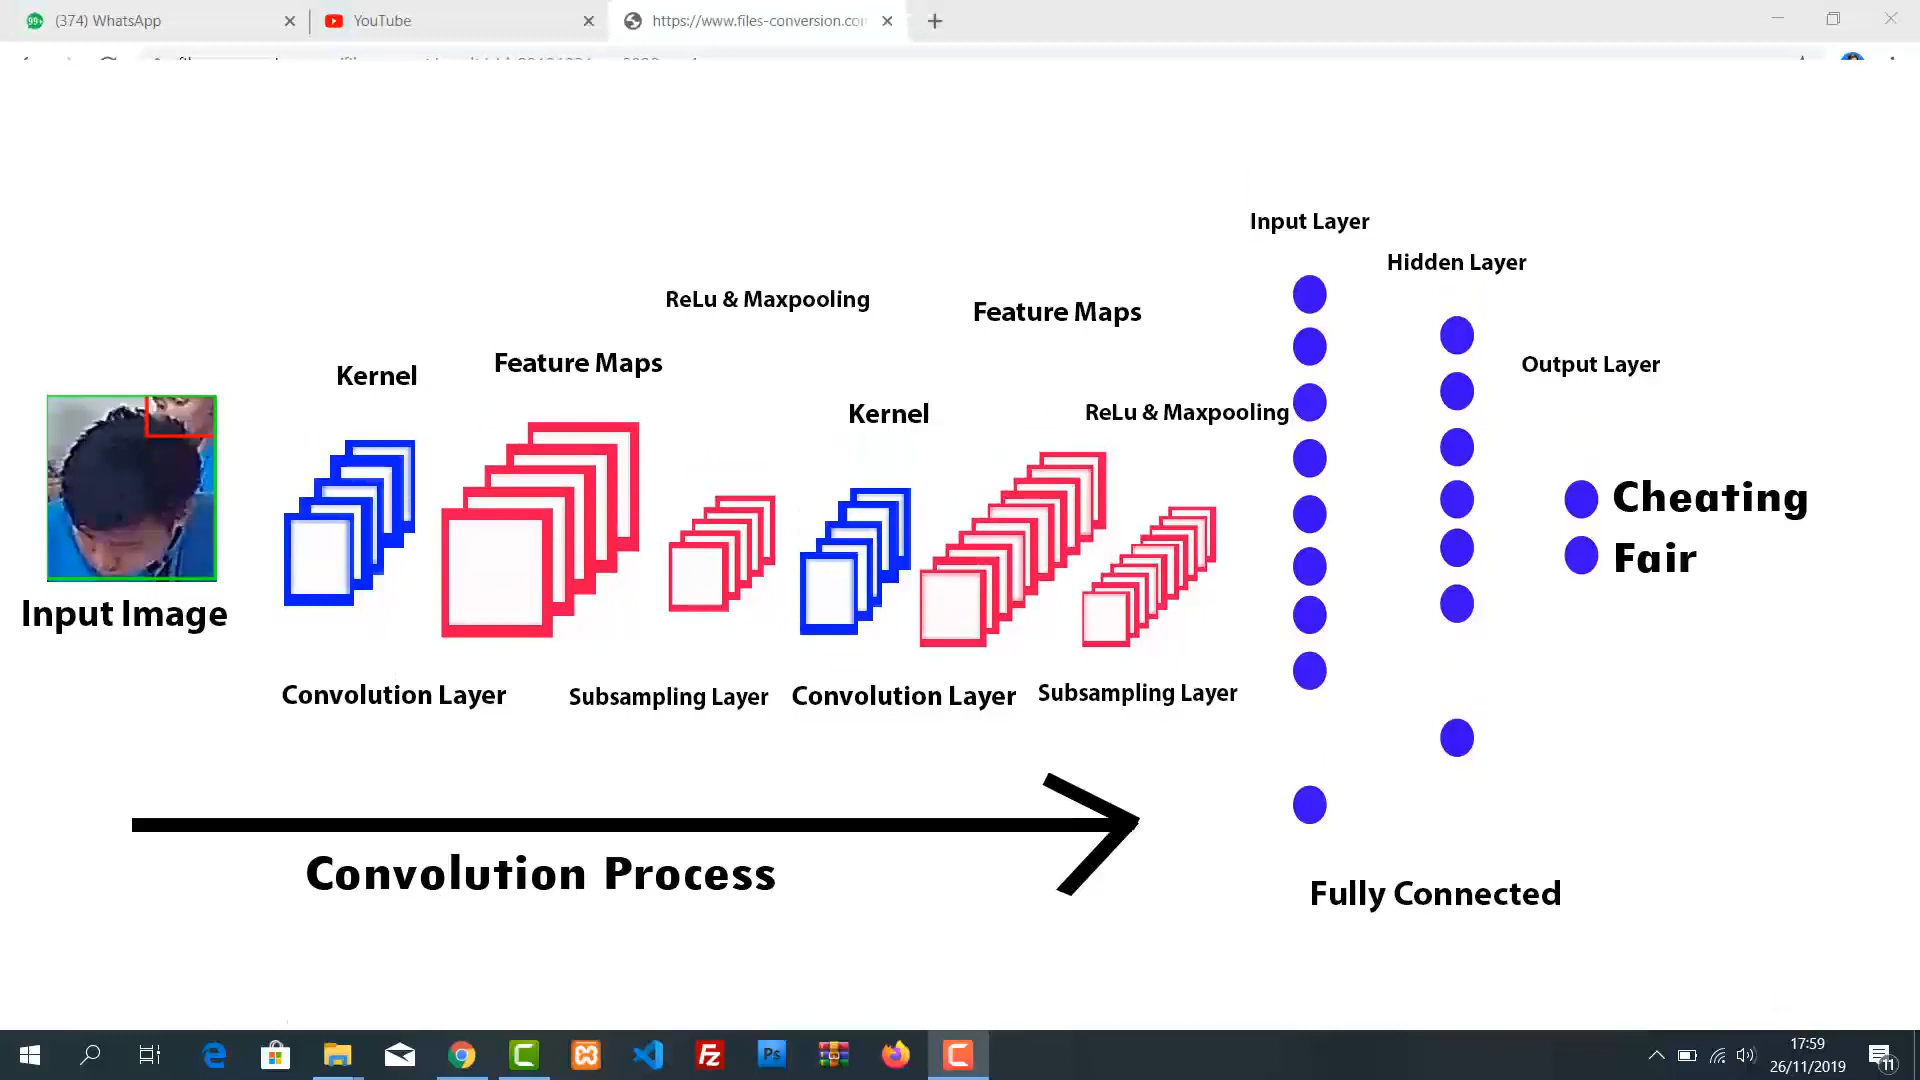 (374) WhatsApp
YouTube
https://www.files-conversion.con
Input Layer
Hidden Layer
ReLu & Maxpooling
Feature Maps
Feature Maps
Output Layer
Kernel
Kernel
ReLu & Maxpooling
Cheating
Fair
Input Image
Convolution Layer
Subsampling Layer
Convolution Layer
Subsampling Layer
Convolution Process
Fully Connected
17:59
26/11/2019
11